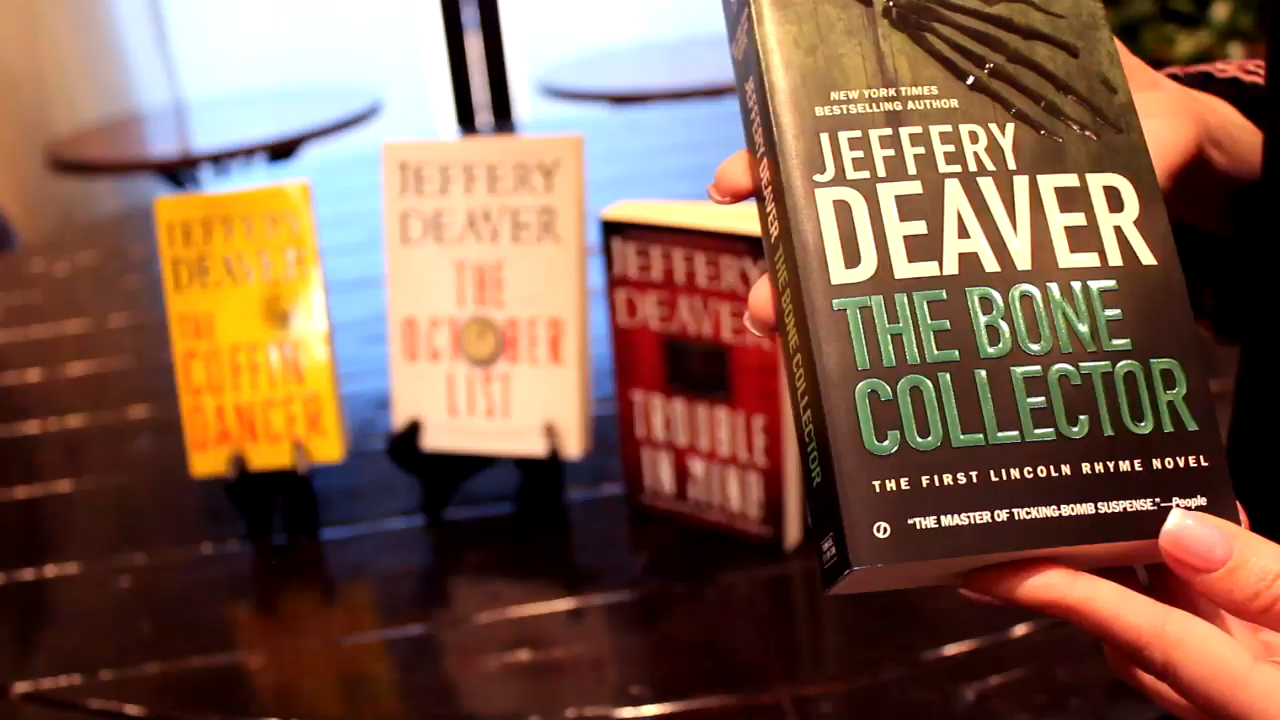 JEFFERY
DEAVER
THE
COFFIN
DANCER
JEFFERY
DEAVER
THE
OCTOBER
LIST
JEFFERY
DEAVER
TROUBLE
IN MIND
JEFFERY DEAVER THE BONE COLLECTOR
NEW YORK TIMES
BESTSELLING AUTHOR
JEFFERY
DEAVER
THE BONE
COLLECTOR
THE FIRST LINCOLN RHYME NOVEL
"THE MASTER OF TICKING-BOMB SUSPENSE."—People